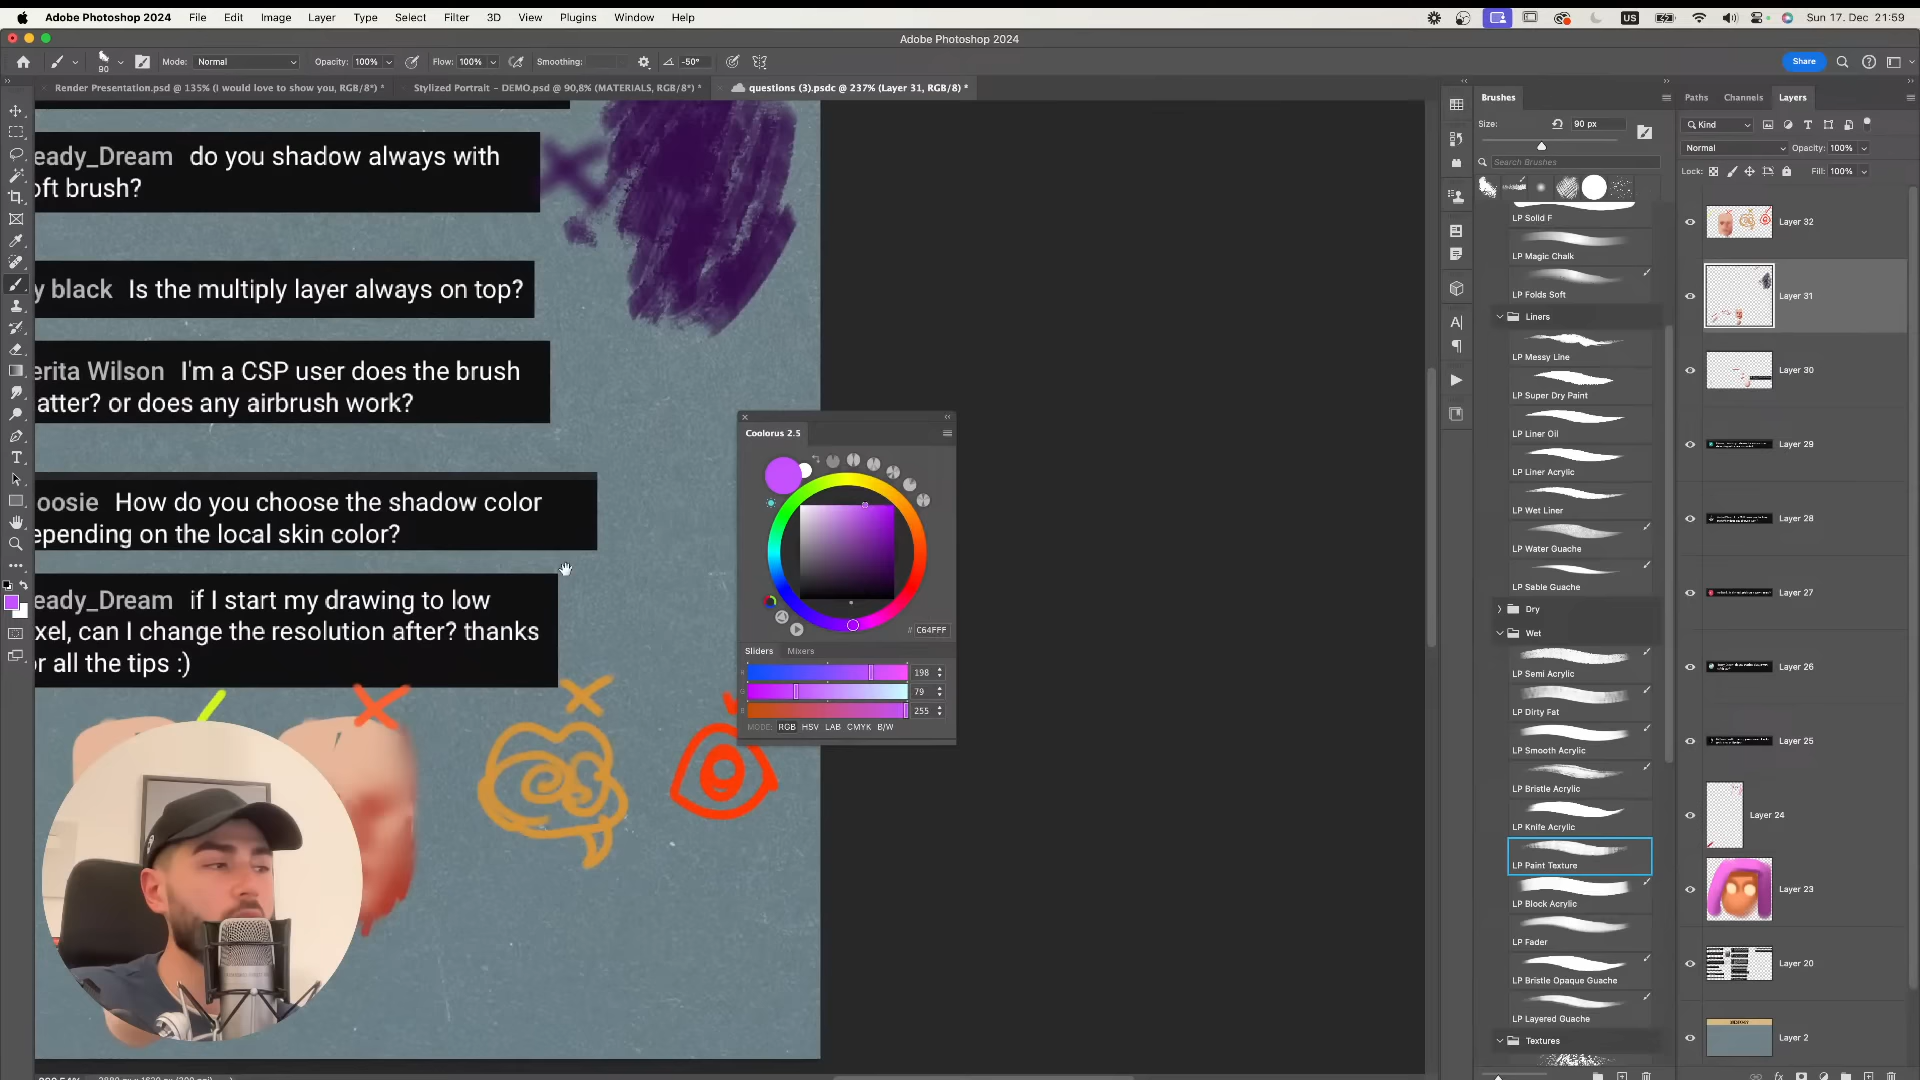 Adobe Photoshop 2024 File Edit Image Layer Type Select Filter 3D View Plugins Window Help US Sun 17. Dec 21:59
Adobe Photoshop 2024
90 Mode: Normal Opacity: 100% Flow: 100% Smoothing: -50° Share
Render Presentation.psd @ 135% (I would love to show you, RGB/8*) * Stylized Portrait - DEMO.psd @ 90,8% (MATERIALS, RGB/8*) * questions (3).psdc @ 237% (Layer 31, RGB/8) *
eady_Dream do you shadow always with
oft brush?
y black Is the multiply layer always on top?
erita Wilson I'm a CSP user does the brush
atter? or does any airbrush work?
oosie How do you choose the shadow color
epending on the local skin color?
eady_Dream if I start my drawing to low
xel, can I change the resolution after? thanks
or all the tips :)
Coolorus 2.5
# C64FFF
Sliders Mixers
R 198
G 79
B 255
MODE: RGB HSV LAB CMYK B/W
Brushes
Size: 90 px
Search Brushes
LP Solid F
LP Magic Chalk
LP Folds Soft
Liners
LP Messy Line
LP Super Dry Paint
LP Liner Oil
LP Liner Acrylic
LP Wet Liner
LP Water Guache
LP Sable Guache
Dry
Wet
LP Semi Acrylic
LP Dirty Fat
LP Smooth Acrylic
LP Bristle Acrylic
LP Knife Acrylic
LP Paint Texture
LP Block Acrylic
LP Fader
LP Bristle Opaque Guache
LP Layered Guache
Textures
Paths Channels Layers
Kind
Normal Opacity: 100%
Lock: Fill: 100%
Layer 32
Layer 31
Layer 30
Layer 29
Layer 28
Layer 27
Layer 26
Layer 25
Layer 24
Layer 23
Layer 20
Layer 2